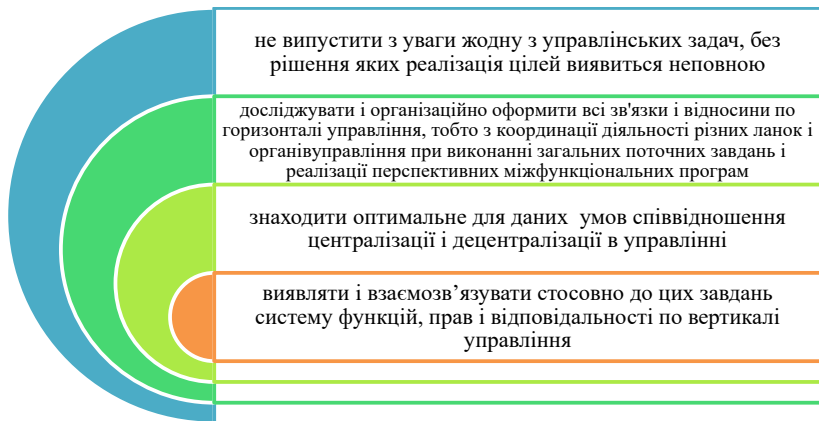 не випустити з уваги жодну з управлінських задач, без
рішення яких реалізація цілей виявиться неповною
досліджувати і організаційно оформити всі зв'язки і відносини по
горизонталі управління, тобто з координації діяльності різних ланок і
органівуправління при виконанні загальних поточних завдань і
реалізації перспективних міжфункціональних програм
знаходити оптимальне для даних умов співвідношення
централізації і децентралізації в управлінні
виявляти і взаємозв’язувати стосовно до цих завдань
систему функцій, прав і відповідальності по вертикалі
управління